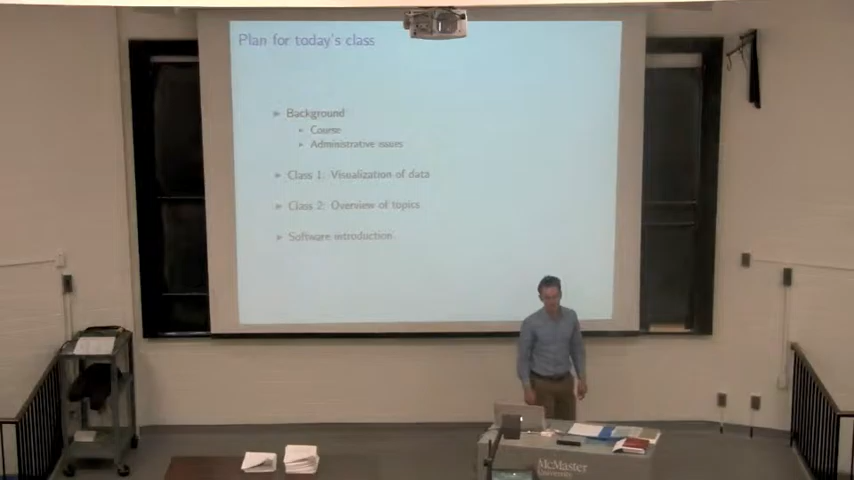 Plan for today's class
Background
Course
Administrative issues
Class 1: Visualization of data
Class 2: Overview of topics
Software introduction
McMaster
University